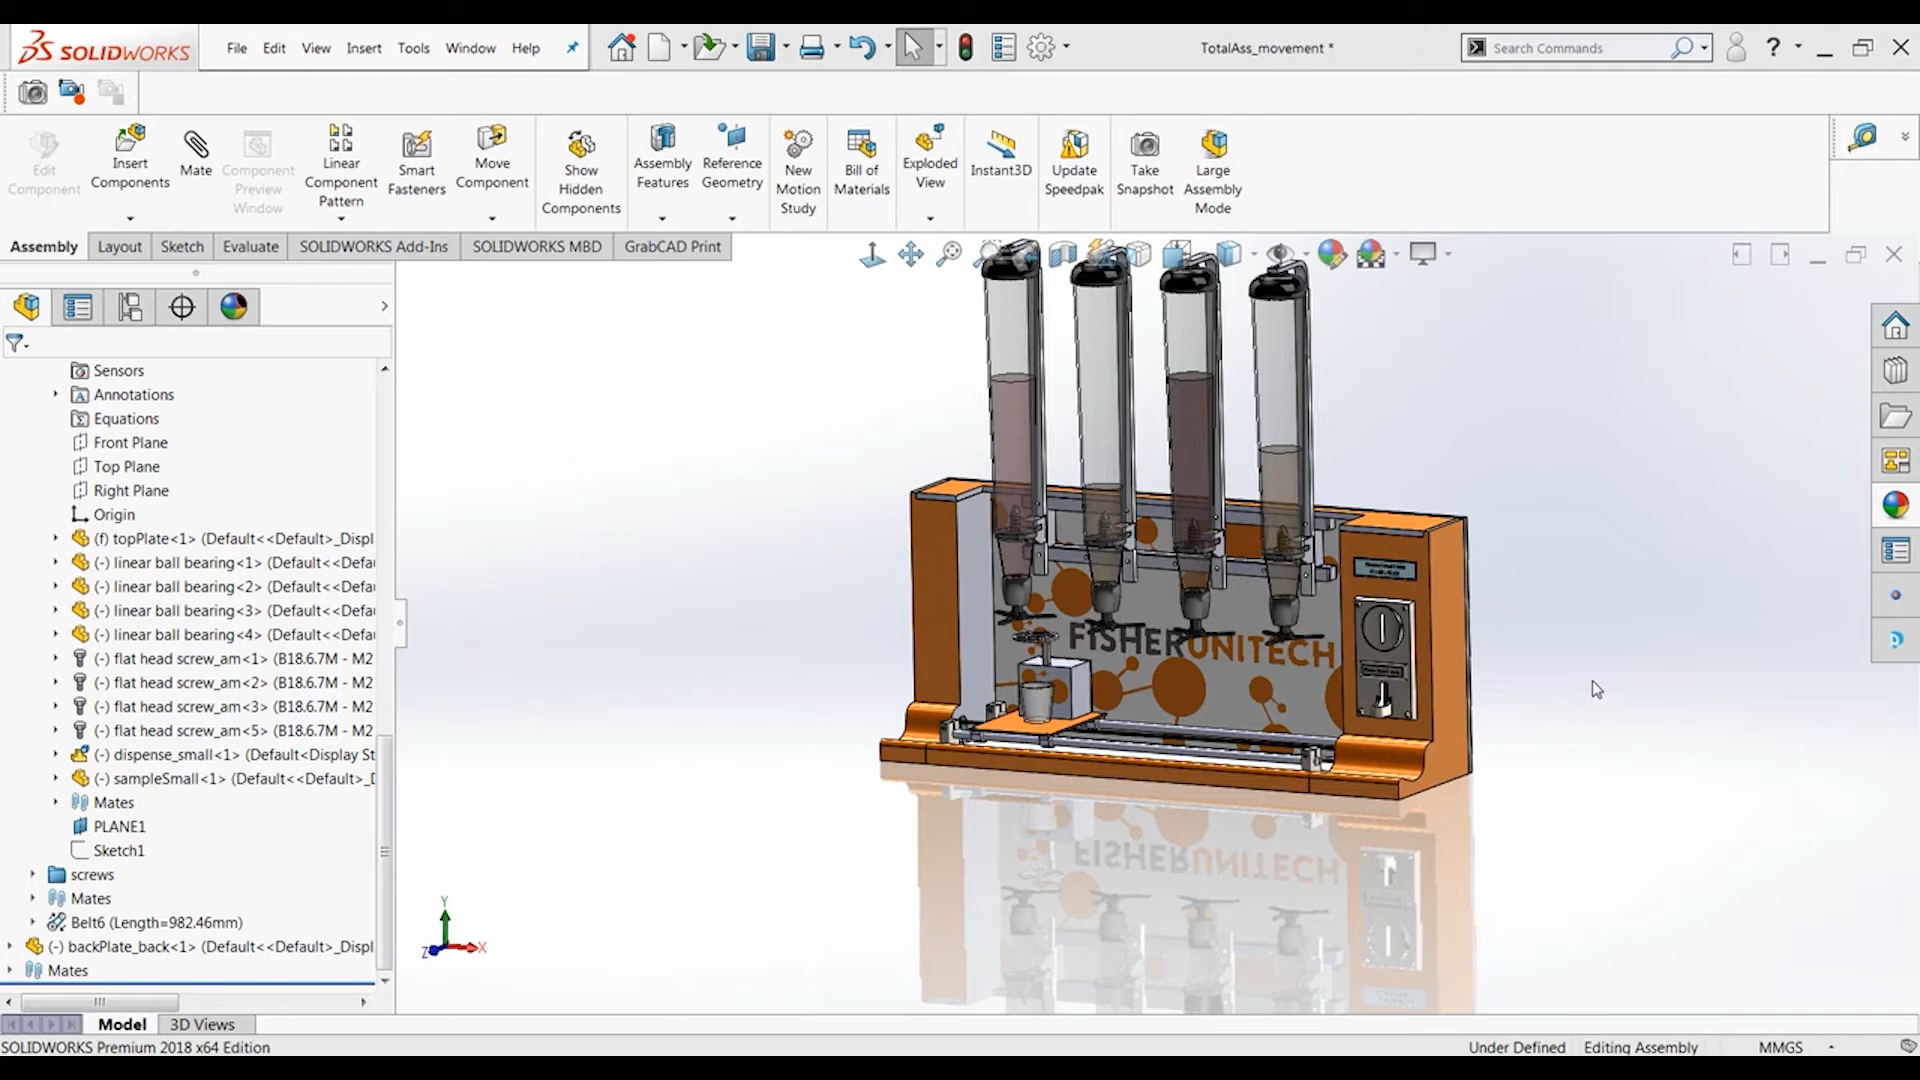 SOLIDWORKS
File Edit View Insert Tools Window Help
TotalAss_movement *
Search Commands
?
Edit Component
Insert Components
Mate
Component Preview Window
Linear Component Pattern
Smart Fasteners
Move Component
Show Hidden Components
Assembly Features
Reference Geometry
New Motion Study
Bill of Materials
Exploded View
Instant3D
Update Speedpak
Take Snapshot
Large Assembly Mode
Assembly Layout Sketch Evaluate SOLIDWORKS Add-Ins SOLIDWORKS MBD GrabCAD Print
Sensors
Annotations
Equations
Front Plane
Top Plane
Right Plane
Origin
(f) topPlate<1> (Default<<Default>_Displ
(-) linear ball bearing<1> (Default<<Defau
(-) linear ball bearing<2> (Default<<Defau
(-) linear ball bearing<3> (Default<<Defau
(-) linear ball bearing<4> (Default<<Defau
(-) flat head screw_am<1> (B18.6.7M - M2
(-) flat head screw_am<2> (B18.6.7M - M2
(-) flat head screw_am<3> (B18.6.7M - M2
(-) flat head screw_am<5> (B18.6.7M - M2
(-) dispense_small<1> (Default<Display St
(-) sampleSmall<1> (Default<<Default>_D
Mates
PLANE1
Sketch1
screws
Mates
Belt6 (Length=982.46mm)
(-) backPlate_back<1> (Default<<Default>_Displ
Mates
FISHERUNITECH
Y
Z X
Model 3D Views
SOLIDWORKS Premium 2018 x64 Edition
Under Defined Editing Assembly MMGS